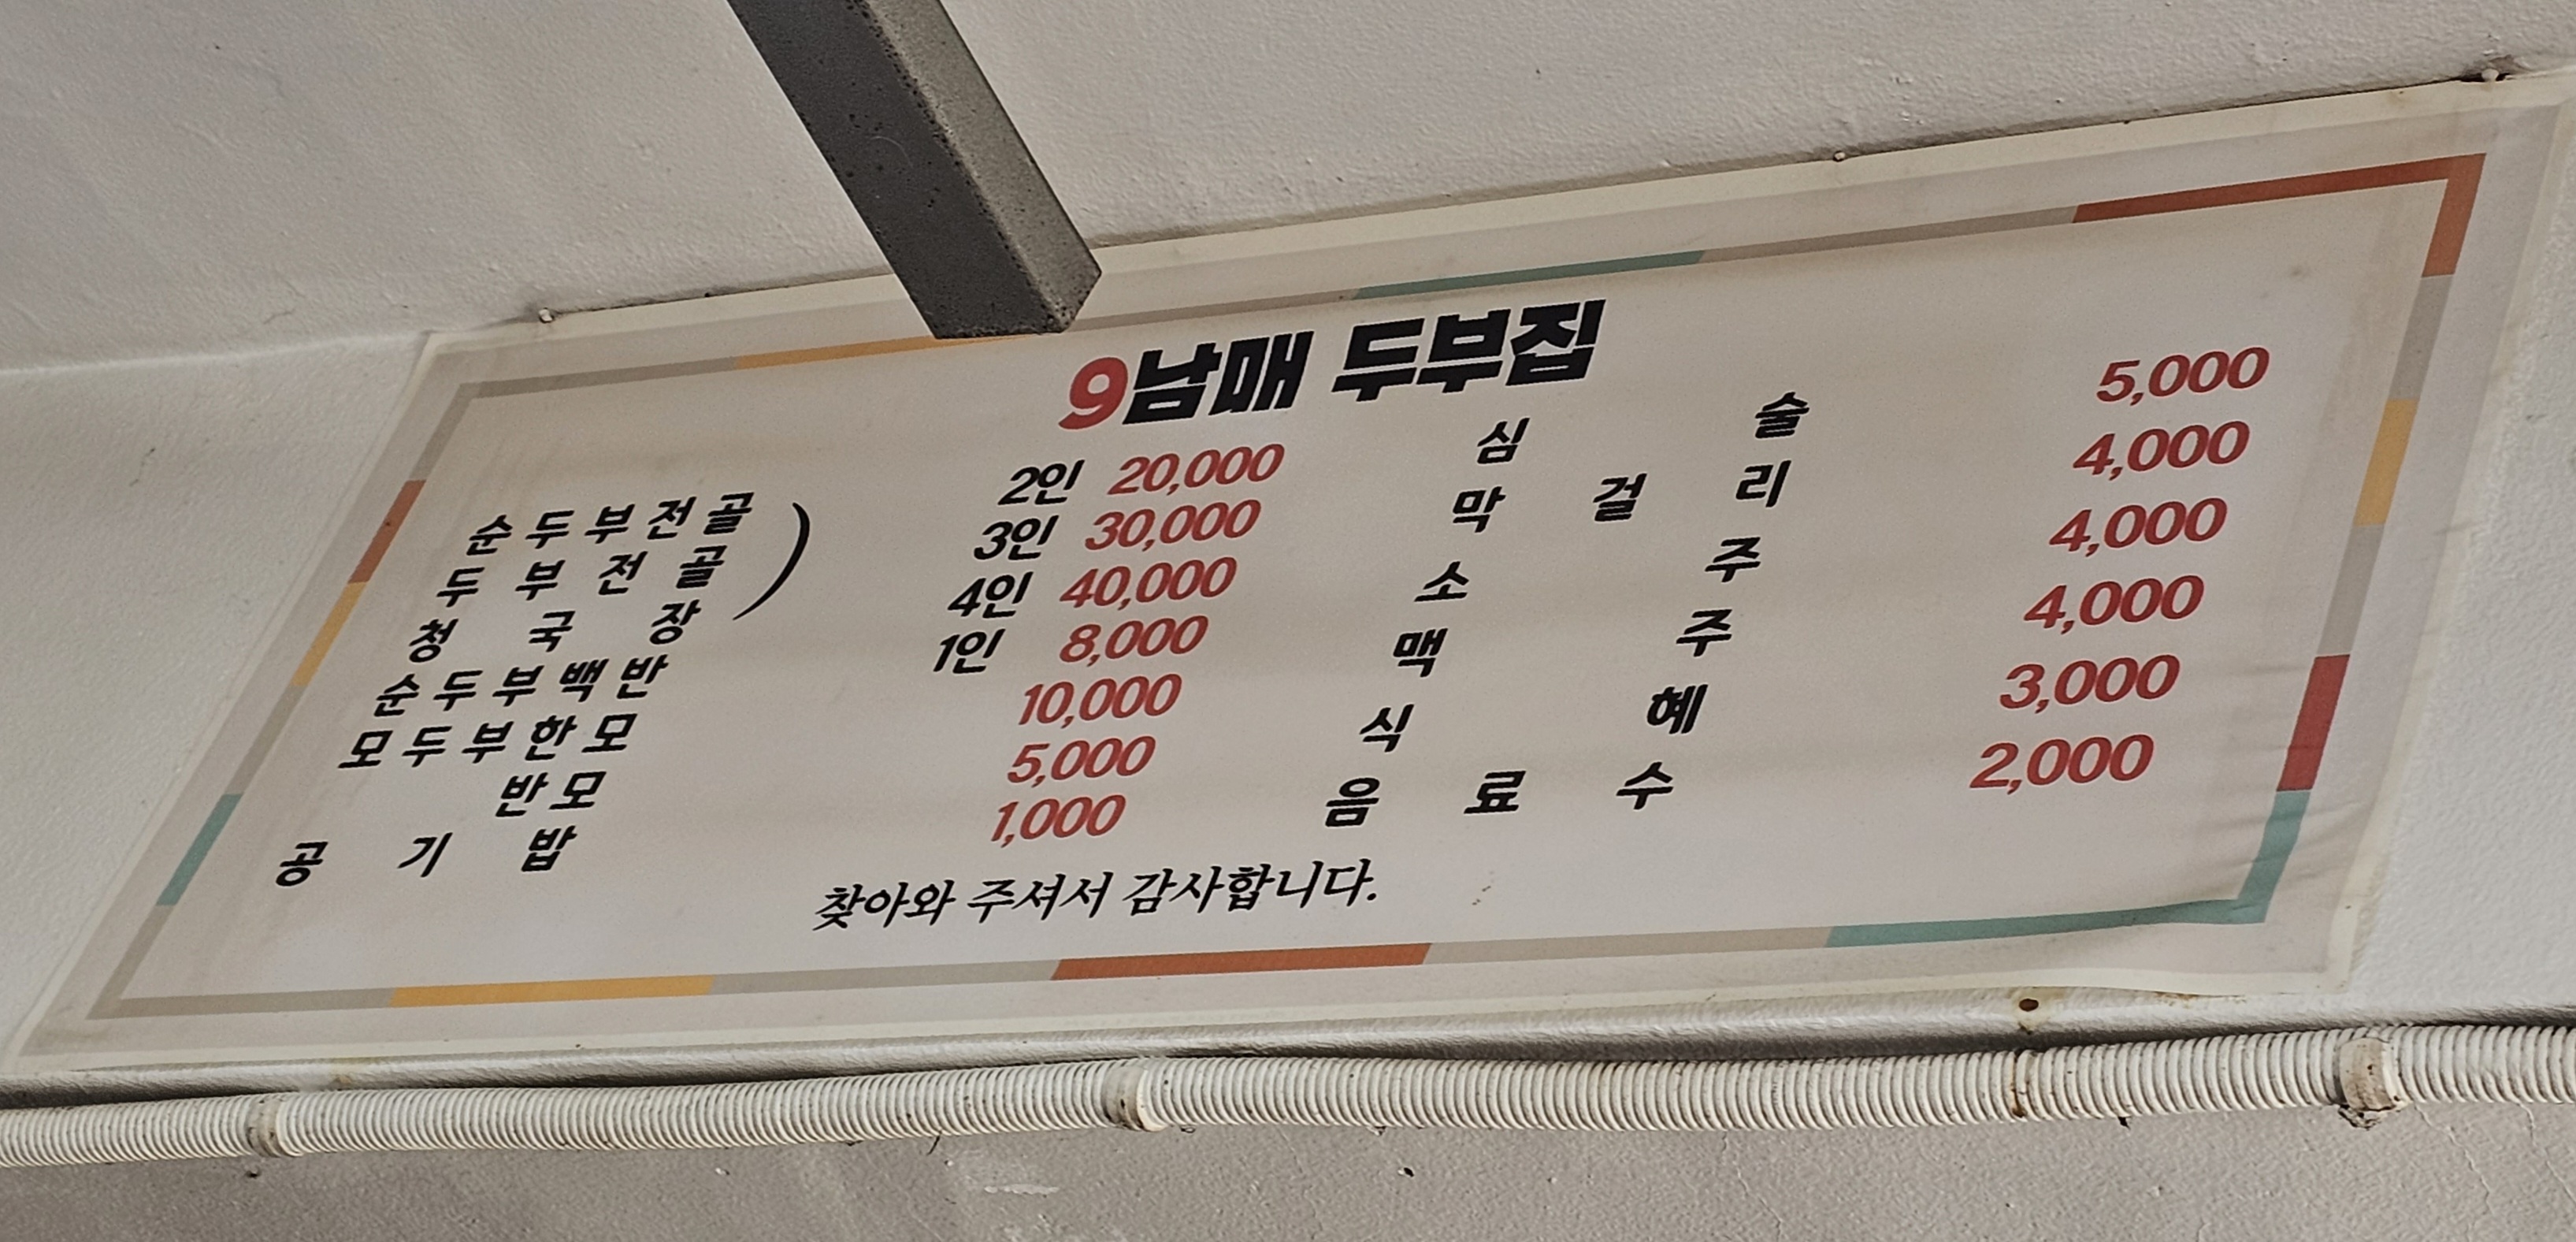 9남매 두부집
순두부전골
두부전골
청국장
)
2인 20,000
3인 30,000
4인 40,000
순두부백반 1인 8,000
모두부한모 10,000
반모 5,000
공기밥 1,000
심술 5,000
막걸리 4,000
소주 4,000
맥주 4,000
식혜 3,000
음료수 2,000
찾아와 주셔서 감사합니다.